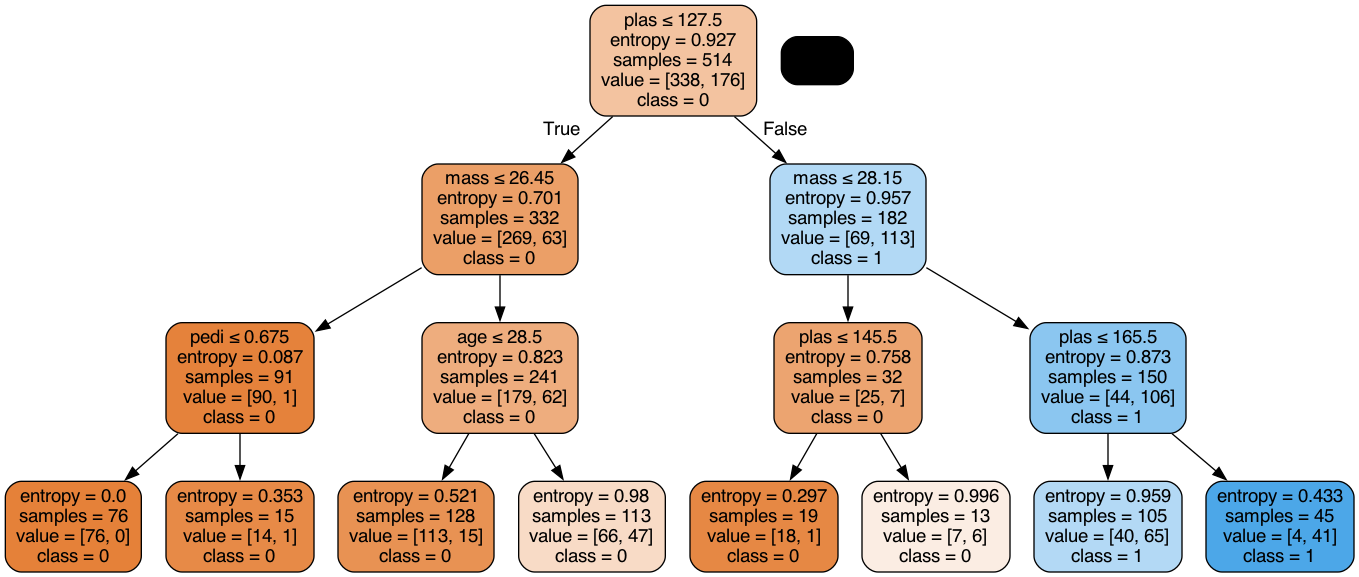 plas ≤ 127.5
entropy = 0.927
samples = 514
value = [338, 176]
class = 0
True
False
mass ≤ 26.45
entropy = 0.701
samples = 332
value = [269, 63]
class = 0
mass ≤ 28.15
entropy = 0.957
samples = 182
value = [69, 113]
class = 1
pedi ≤ 0.675
entropy = 0.087
samples = 91
value = [90, 1]
class = 0
age ≤ 28.5
entropy = 0.823
samples = 241
value = [179, 62]
class = 0
plas ≤ 145.5
entropy = 0.758
samples = 32
value = [25, 7]
class = 0
plas ≤ 165.5
entropy = 0.873
samples = 150
value = [44, 106]
class = 1
entropy = 0.0
samples = 76
value = [76, 0]
class = 0
entropy = 0.353
samples = 15
value = [14, 1]
class = 0
entropy = 0.521
samples = 128
value = [113, 15]
class = 0
entropy = 0.98
samples = 113
value = [66, 47]
class = 0
entropy = 0.297
samples = 19
value = [18, 1]
class = 0
entropy = 0.996
samples = 13
value = [7, 6]
class = 0
entropy = 0.959
samples = 105
value = [40, 65]
class = 1
entropy = 0.433
samples = 45
value = [4, 41]
class = 1